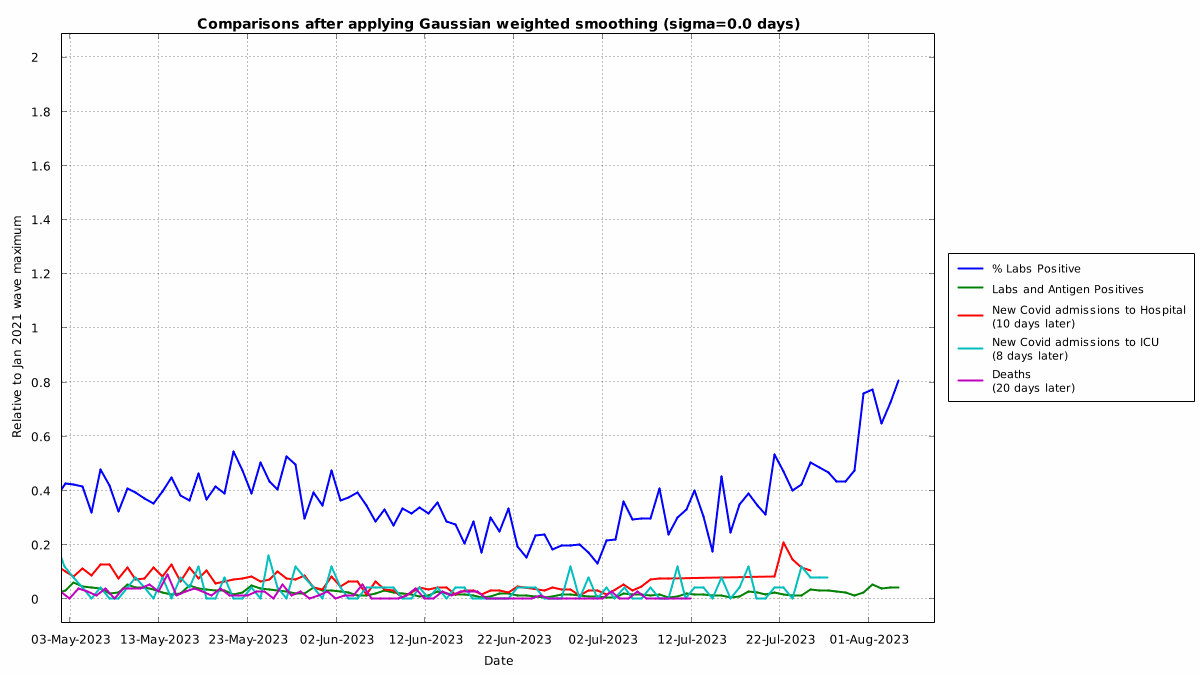 Comparisons after applying Gaussian weighted smoothing (sigma=0.0 days)
Relative to Jan 2021 wave maximum
2
1.8
1.6
1.4
1.2
1
0.8
0.6
0.4
0.2
0
03-May-2023 13-May-2023 23-May-2023 02-Jun-2023 12-Jun-2023 22-Jun-2023 02-Jul-2023 12-Jul-2023 22-Jul-2023 01-Aug-2023
Date
% Labs Positive
Labs and Antigen Positives
New Covid admissions to Hospital
(10 days later)
New Covid admissions to ICU
(8 days later)
Deaths
(20 days later)